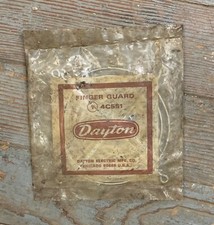 FINGER GUARD
4C551
Dayton
DAYTON ELECTRIC MFG. CO.
CHICAGO 60648 U.S.A.